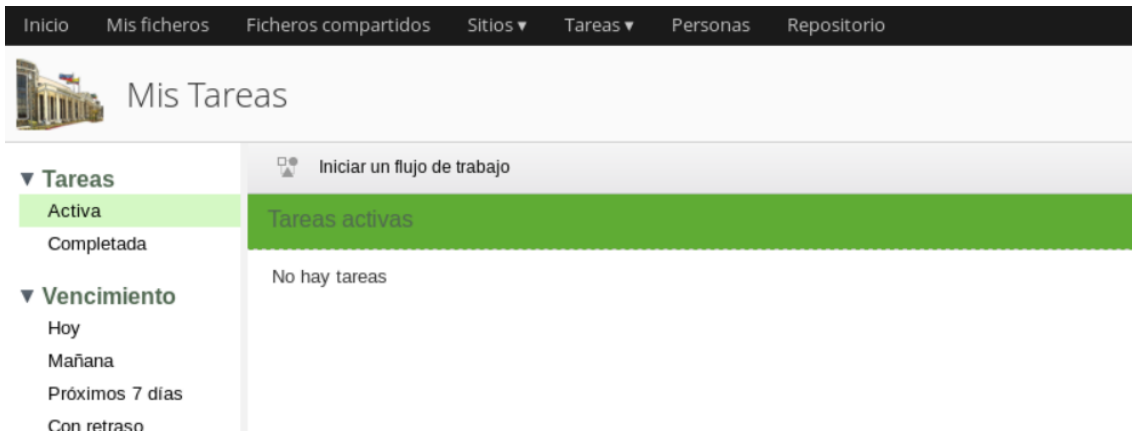 Inicio Mis ficheros Ficheros compartidos Sitios ▾ Tareas ▾ Personas Repositorio
Mis Tareas
▼ Tareas
Activa
Completada
▼ Vencimiento
Hoy
Mañana
Próximos 7 días
Con retraso
Iniciar un flujo de trabajo
Tareas activas
No hay tareas